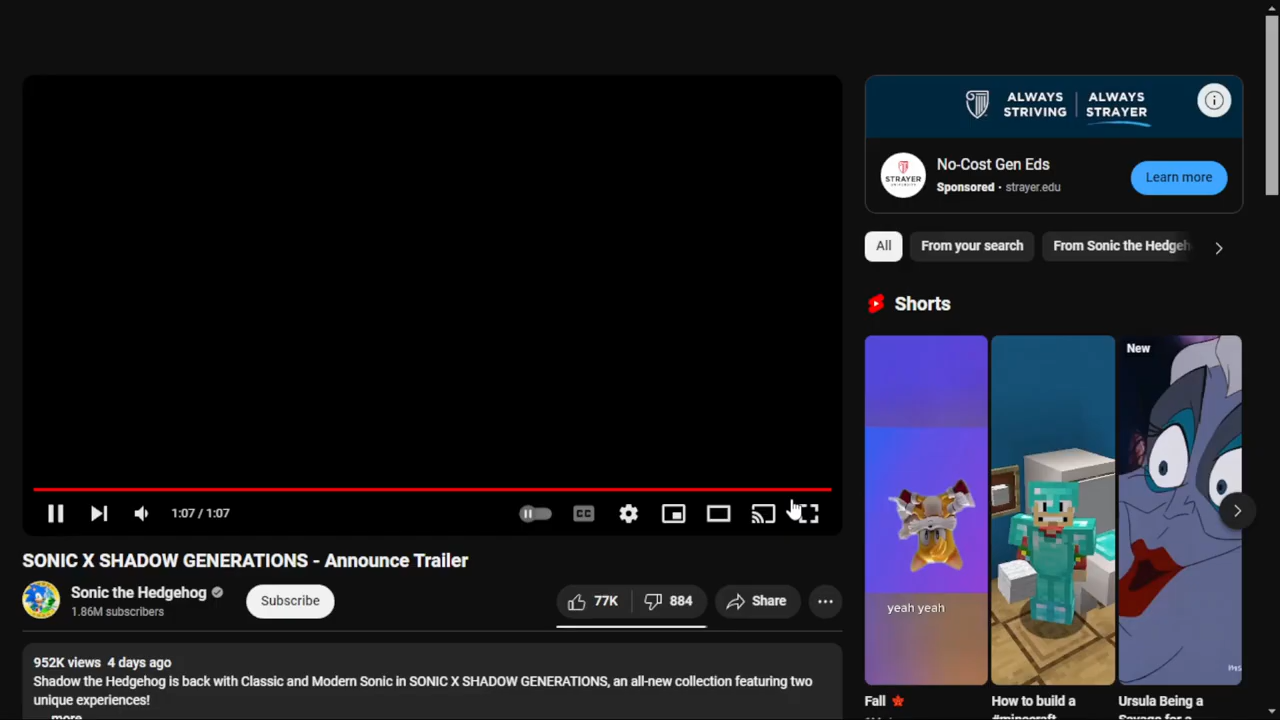 ALWAYS STRIVING
ALWAYS STRAYER
STRAYER
No-Cost Gen Eds
Sponsored · strayer.edu
Learn more
All
From your search
From Sonic the Hedgeh
Shorts
New
yeah yeah
Fall
How to build a
#minecraft
Ursula Being a
Savage for a
CC
1:07 / 1:07
SONIC X SHADOW GENERATIONS - Announce Trailer
Sonic the Hedgehog
1.86M subscribers
Subscribe
77K
884
Share
952K views 4 days ago
Shadow the Hedgehog is back with Classic and Modern Sonic in SONIC X SHADOW GENERATIONS, an all-new collection featuring two
unique experiences!
...more